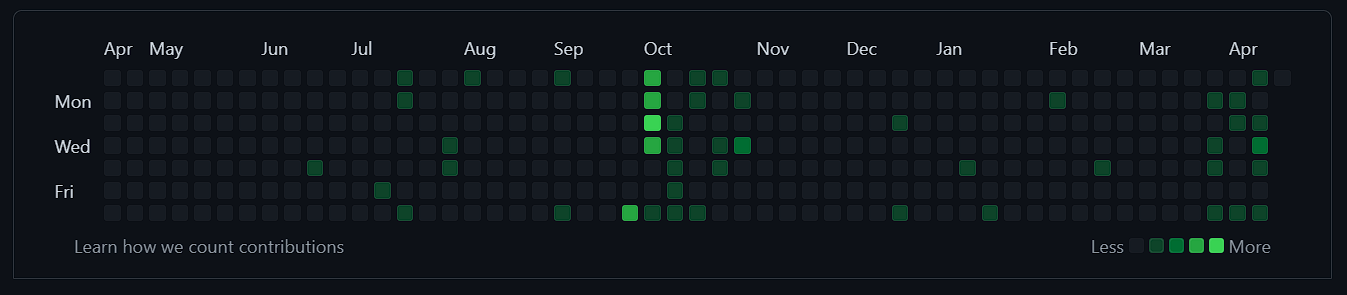 Apr May Jun Jul Aug Sep Oct Nov Dec Jan Feb Mar Apr
Mon
Wed
Fri
Learn how we count contributions Less More